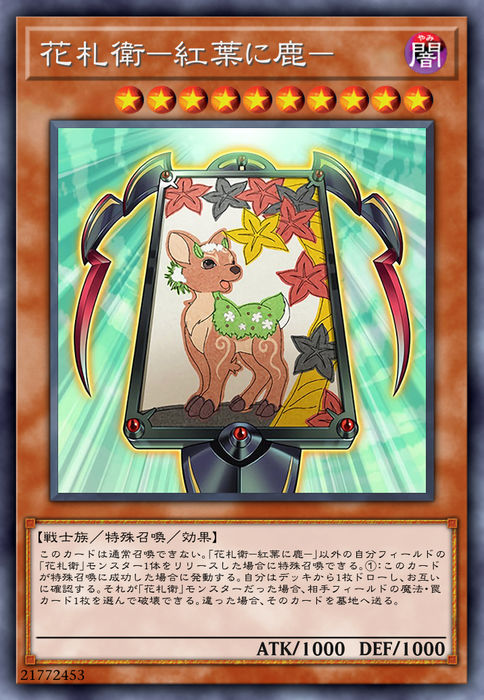 花札衛－紅葉に鹿－
やみ
闇
【戦士族／特殊召喚／効果】
このカードは通常召喚できない。「花札衛－紅葉に鹿－」以外の自分フィールドの
「花札衛」モンスター1体をリリースした場合に特殊召喚できる。①：このカード
が特殊召喚に成功した場合に発動する。自分はデッキから1枚ドローし、お互い
に確認する。それが「花札衛」モンスターだった場合、相手フィールドの魔法・罠
カード1枚を選んで破壊できる。違った場合、そのカードを墓地へ送る。
ATK/1000 DEF/1000
21772453